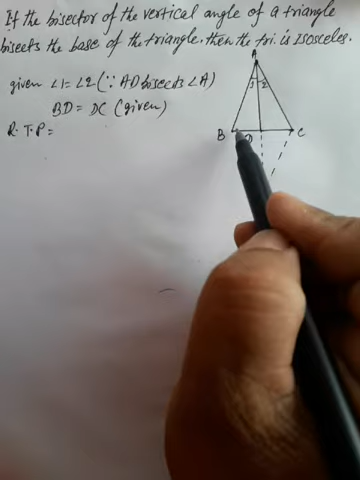 If the bisector of the vertical angle of a triangle
bisects the base of the triangle, then the tri. is isosceles.
given ∠1 = ∠2 (∵ AD bisects ∠A)
BD = DC (given)
R.T.P =
A
1 2
B D C